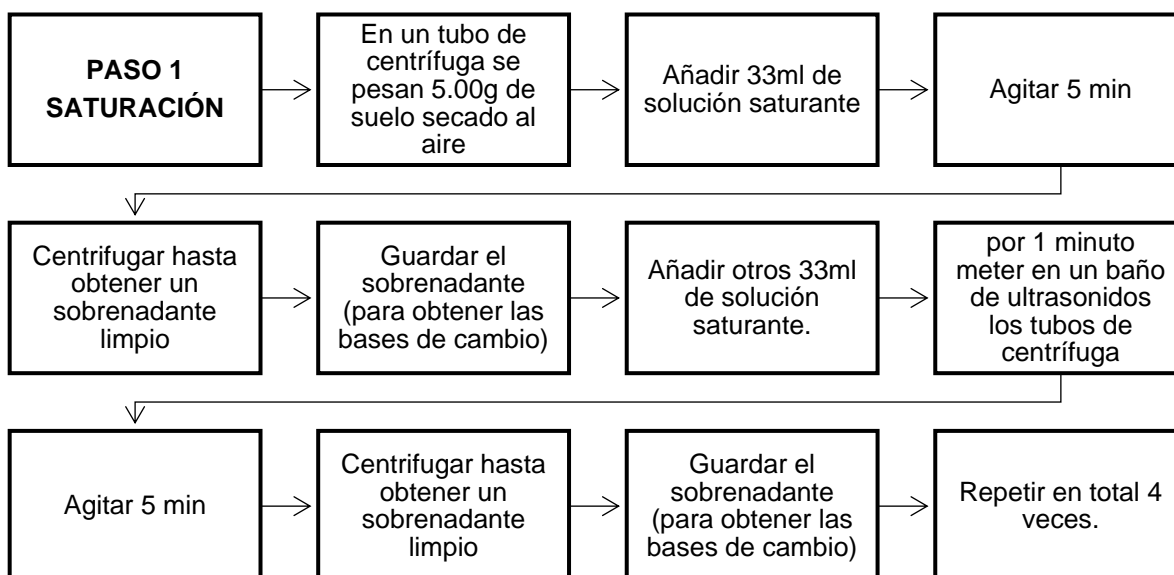 PASO 1
SATURACIÓN
En un tubo de
centrífuga se
pesan 5.00g de
suelo secado al
aire
Añadir 33ml de
solución saturante
Agitar 5 min
Centrifugar hasta
obtener un
sobrenadante
limpio
Guardar el
sobrenadante
(para obtener las
bases de cambio)
Añadir otros 33ml
de solución
saturante.
por 1 minuto
meter en un baño
de ultrasonidos
los tubos de
centrífuga
Agitar 5 min
Centrifugar hasta
obtener un
sobrenadante
limpio
Guardar el
sobrenadante
(para obtener las
bases de cambio)
Repetir en total 4
veces.